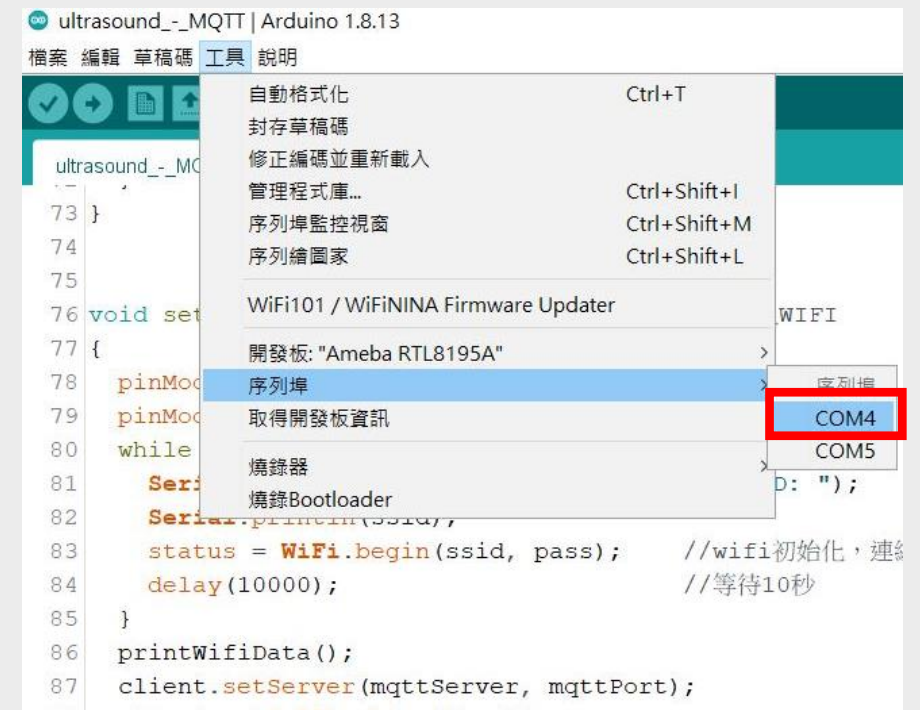 ultrasound_-_MQTT | Arduino 1.8.13
檔案 編輯 草稿碼 工具 說明
自動格式化 Ctrl+T
封存草稿碼
修正編碼並重新載入
管理程式庫... Ctrl+Shift+I
序列埠監控視窗 Ctrl+Shift+M
序列繪圖家 Ctrl+Shift+L
WiFi101 / WiFiNINA Firmware Updater
開發板: "Ameba RTL8195A"
序列埠
取得開發板資訊
燒錄器
燒錄Bootloader
序列埠
COM4
COM5
ultrasound_-_MQ
73 }
74
75
76 void set _WIFI
77 {
78 pinMod
79 pinMod
80 while
81 Seri D: ");
82 Serial.println(ssid);
83 status = WiFi.begin(ssid, pass); //wifi初始化，連
84 delay(10000); //等待10秒
85 }
86 printWifiData();
87 client.setServer(mqttServer, mqttPort);